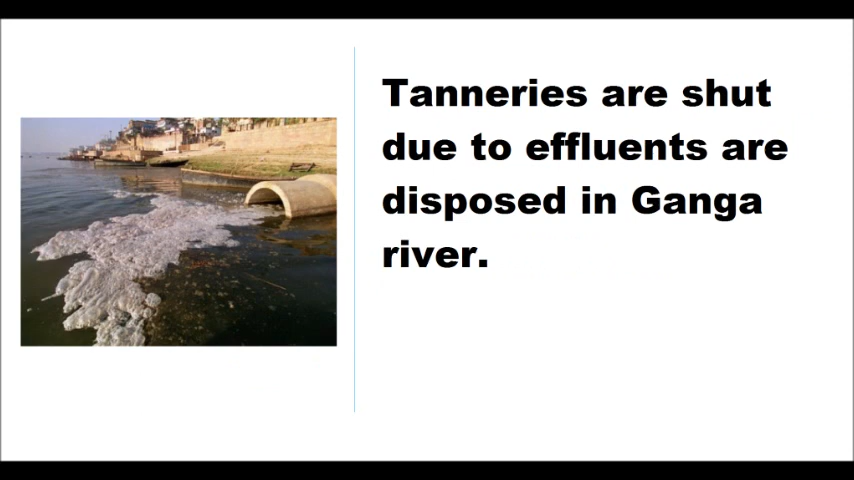 Tanneries are shut
due to effluents are
disposed in Ganga
river.